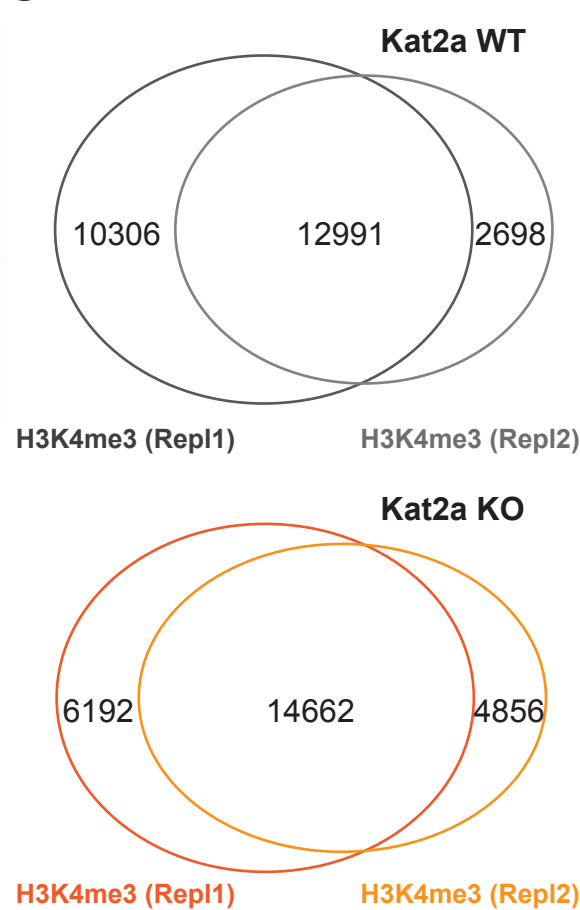 Kat2a WT
10306 12991 2698
H3K4me3 (Repl1) H3K4me3 (Repl2)
Kat2a KO
6192 14662 4856
H3K4me3 (Repl1) H3K4me3 (Repl2)